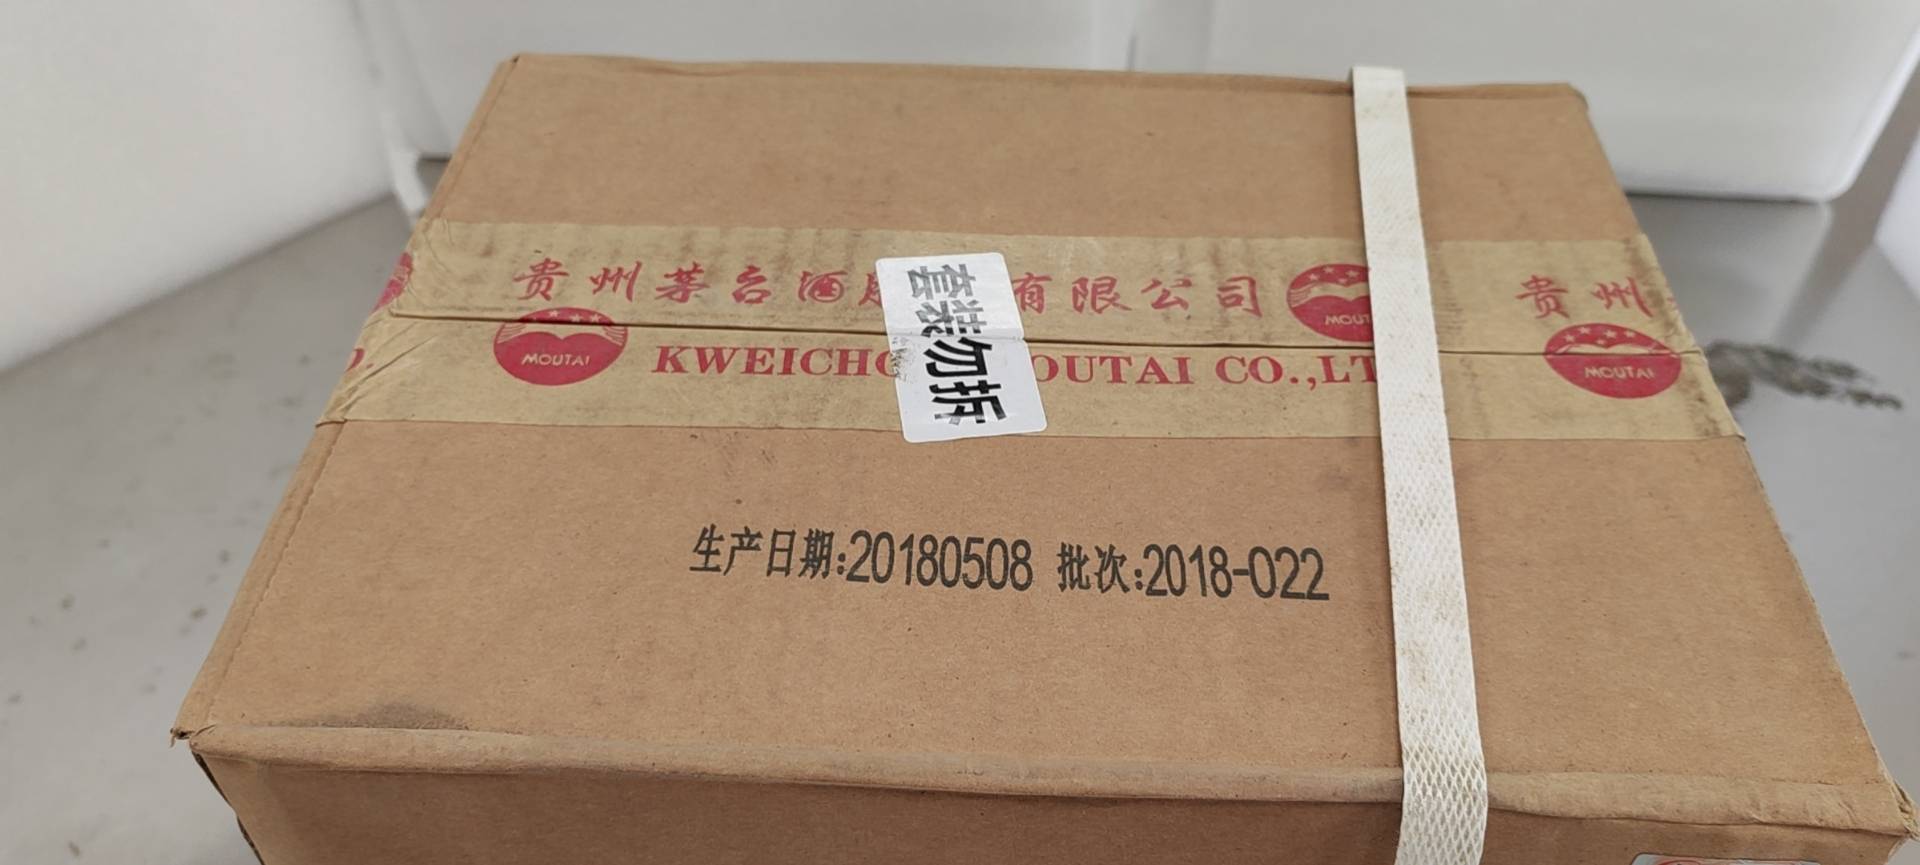 贵州茅台酒 有限公司
MOUTAI
贵州
MOUTAI
KWEICHO OUTAI CO.,LT
MOUTAI
套装勿拆
生产日期:20180508 批次:2018-022